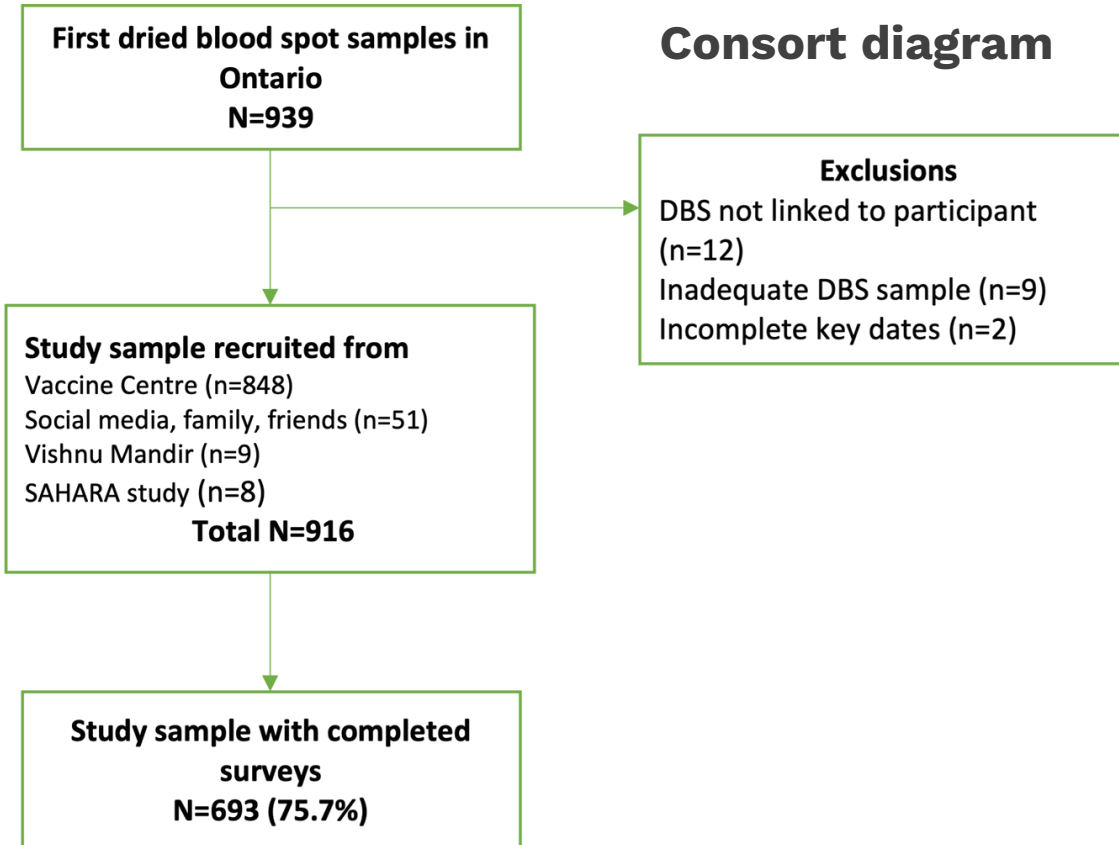 Consort diagram
First dried blood spot samples in
Ontario
N=939
Exclusions
DBS not linked to participant
(n=12)
Inadequate DBS sample (n=9)
Incomplete key dates (n=2)
Study sample recruited from
Vaccine Centre (n=848)
Social media, family, friends (n=51)
Vishnu Mandir (n=9)
SAHARA study (n=8)
Total N=916
Study sample with completed
surveys
N=693 (75.7%)